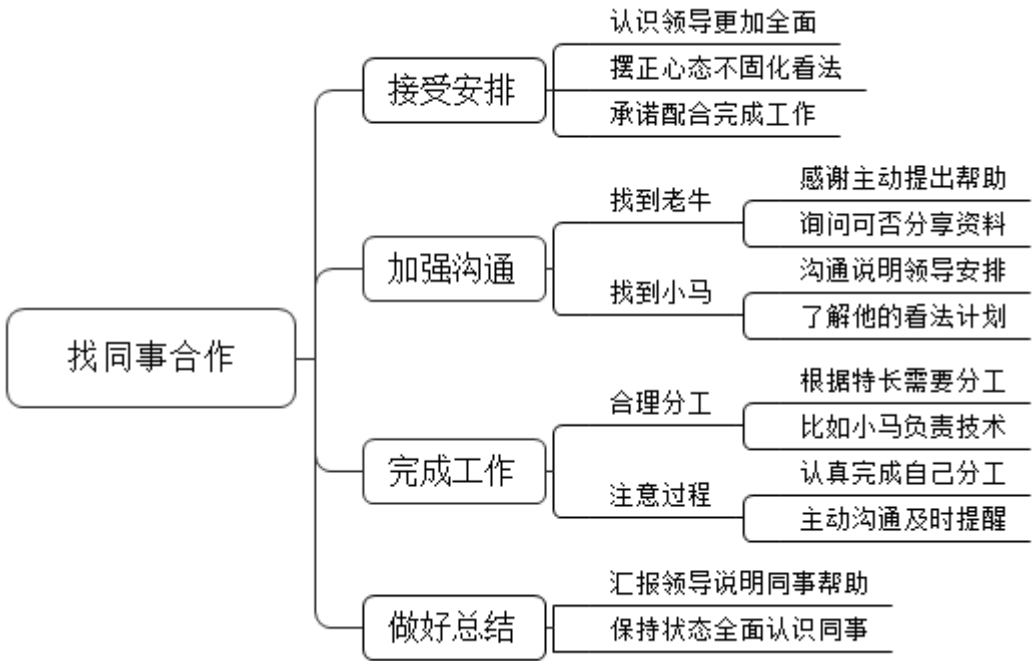 找同事合作
接受安排
认识领导更加全面
摆正心态不固化看法
承诺配合完成工作
加强沟通
找到老牛
感谢主动提出帮助
询问可否分享资料
找到小马
沟通说明领导安排
了解他的看法计划
完成工作
合理分工
根据特长需要分工
比如小马负责技术
注意过程
认真完成自己分工
主动沟通及时提醒
做好总结
汇报领导说明同事帮助
保持状态全面认识同事